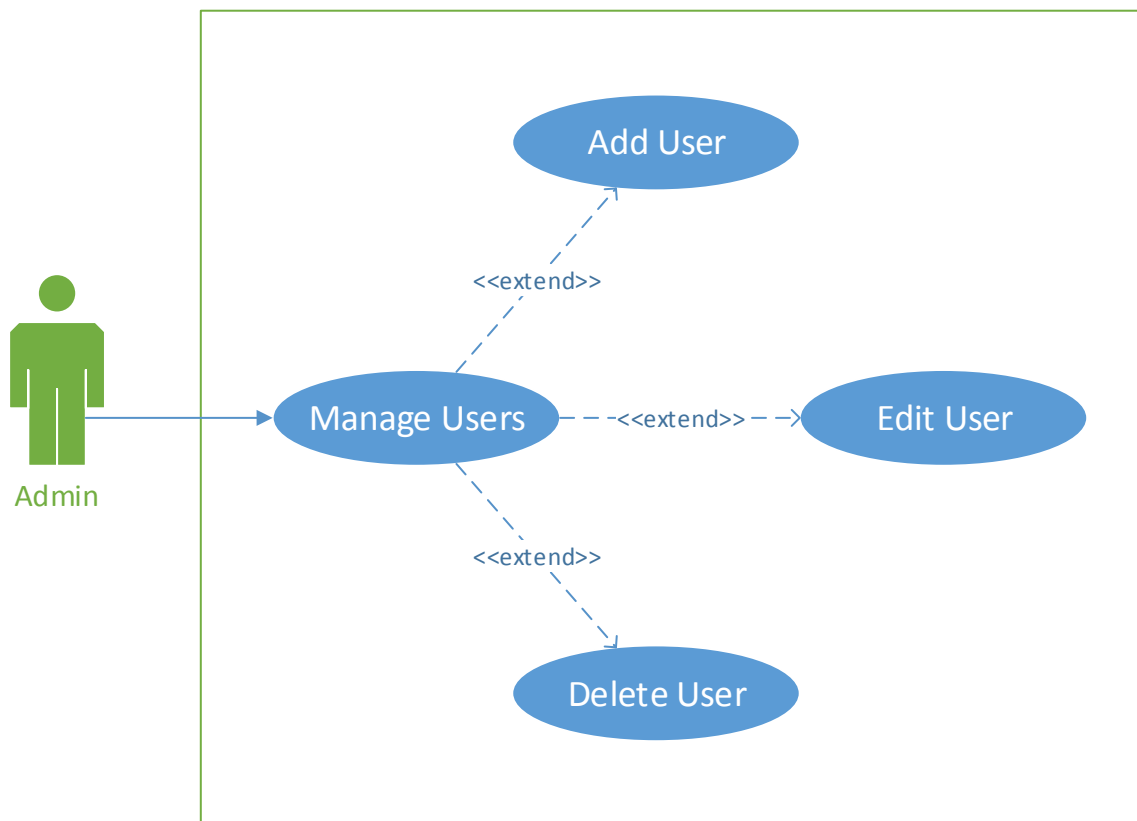 Add User
<<extend>>
Manage Users
<<extend>>
Edit User
Admin
<<extend>>
Delete User